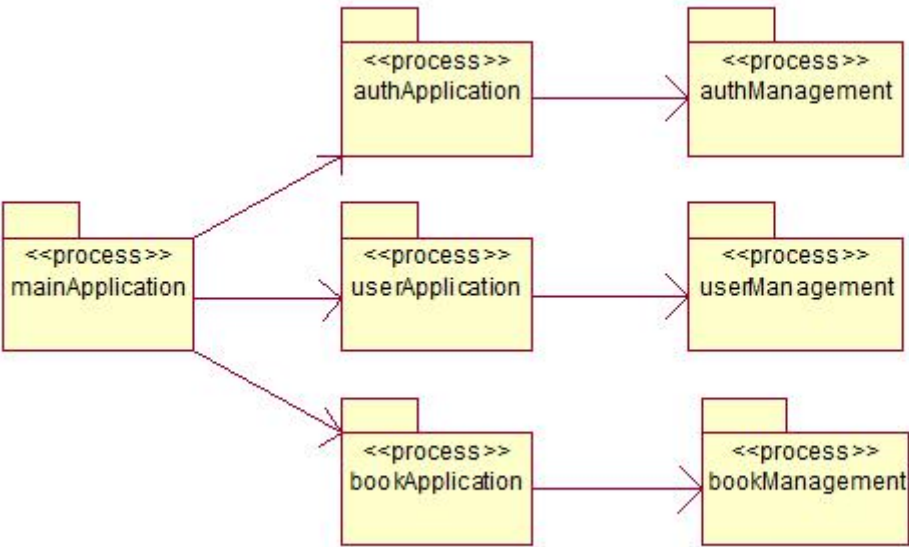 <<process>>
authApplication
<<process>>
authManagement
<<process>>
mainApplication
<<process>>
userApplication
<<process>>
userManagement
<<process>>
bookApplication
<<process>>
bookManagement